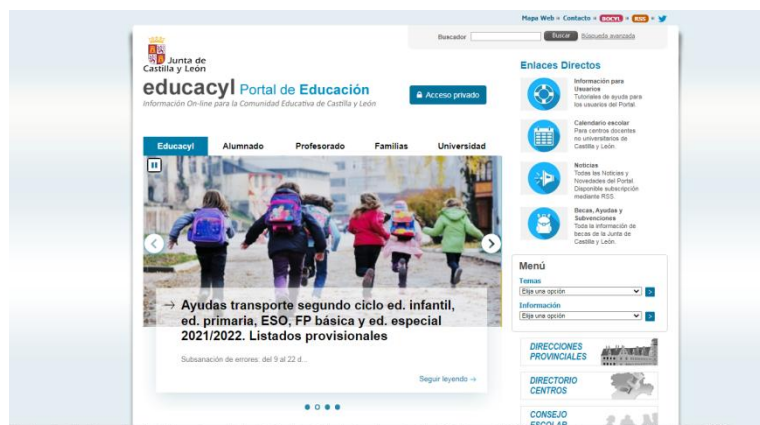 Mapa Web » Contacto » BOCYL » RSS »
Buscador Buscar Búsqueda avanzada
Junta de
Castilla y León
educacyl Portal de Educación
Información On-line para la Comunidad Educativa de Castilla y León
Acceso privado
Educacyl Alumnado Profesorado Familias Universidad
→ Ayudas transporte segundo ciclo ed. infantil,
ed. primaria, ESO, FP básica y ed. especial
2021/2022. Listados provisionales
Subsanación de errores: del 9 al 22 d...
Seguir leyendo →
Enlaces Directos
Información para
Usuarios
Tutoriales de ayuda para
los usuarios del Portal
Calendario escolar
Para centros docentes
no universitarios de
Castilla y León
Noticias
Todas las Noticias y
Novedades del Portal.
Disponible subscripción
mediante RSS.
Becas, Ayudas y
Subvenciones
Toda la información de
becas de la Junta de
Castilla y León.
Menú
Temas
Elija una opción >
Información
Elija una opción >
DIRECCIONES
PROVINCIALES
DIRECTORIO
CENTROS
CONSEJO
ESCOLAR